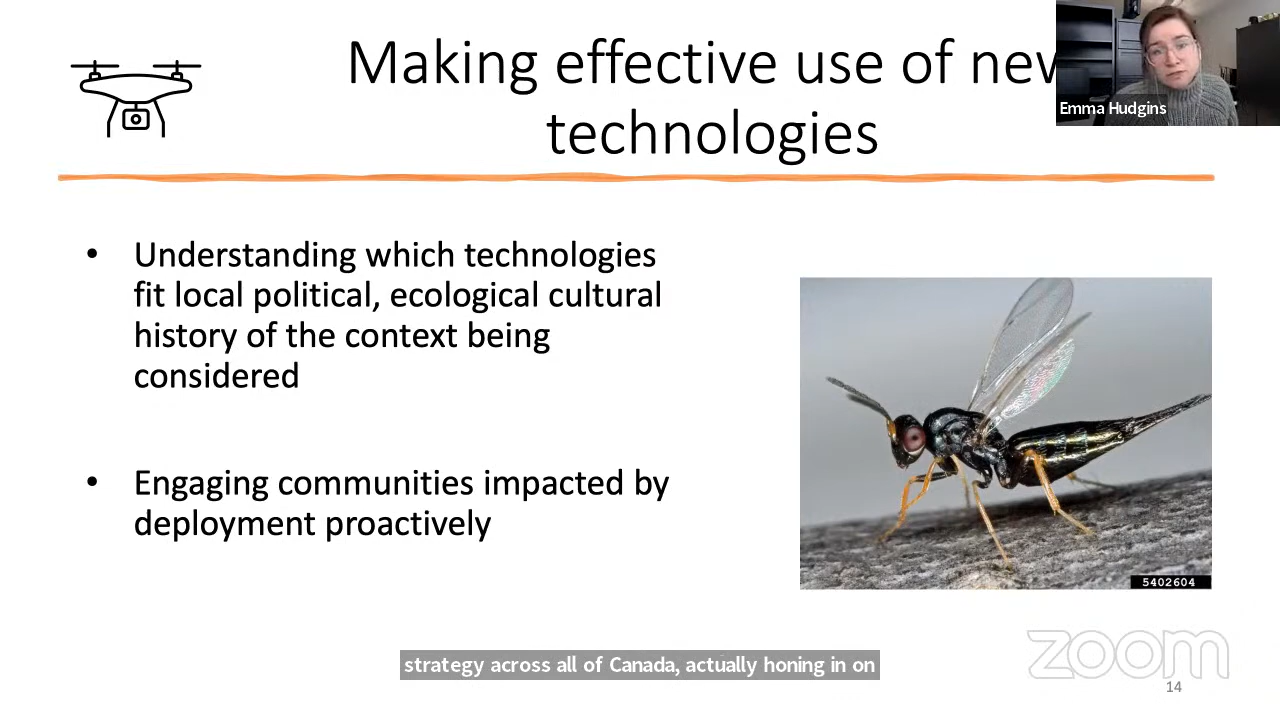 Making effective use of new
technologies
Emma Hudgins
• Understanding which technologies
fit local political, ecological cultural
history of the context being
considered
• Engaging communities impacted by
deployment proactively
5402604
strategy across all of Canada, actually honing in on
zoom
14